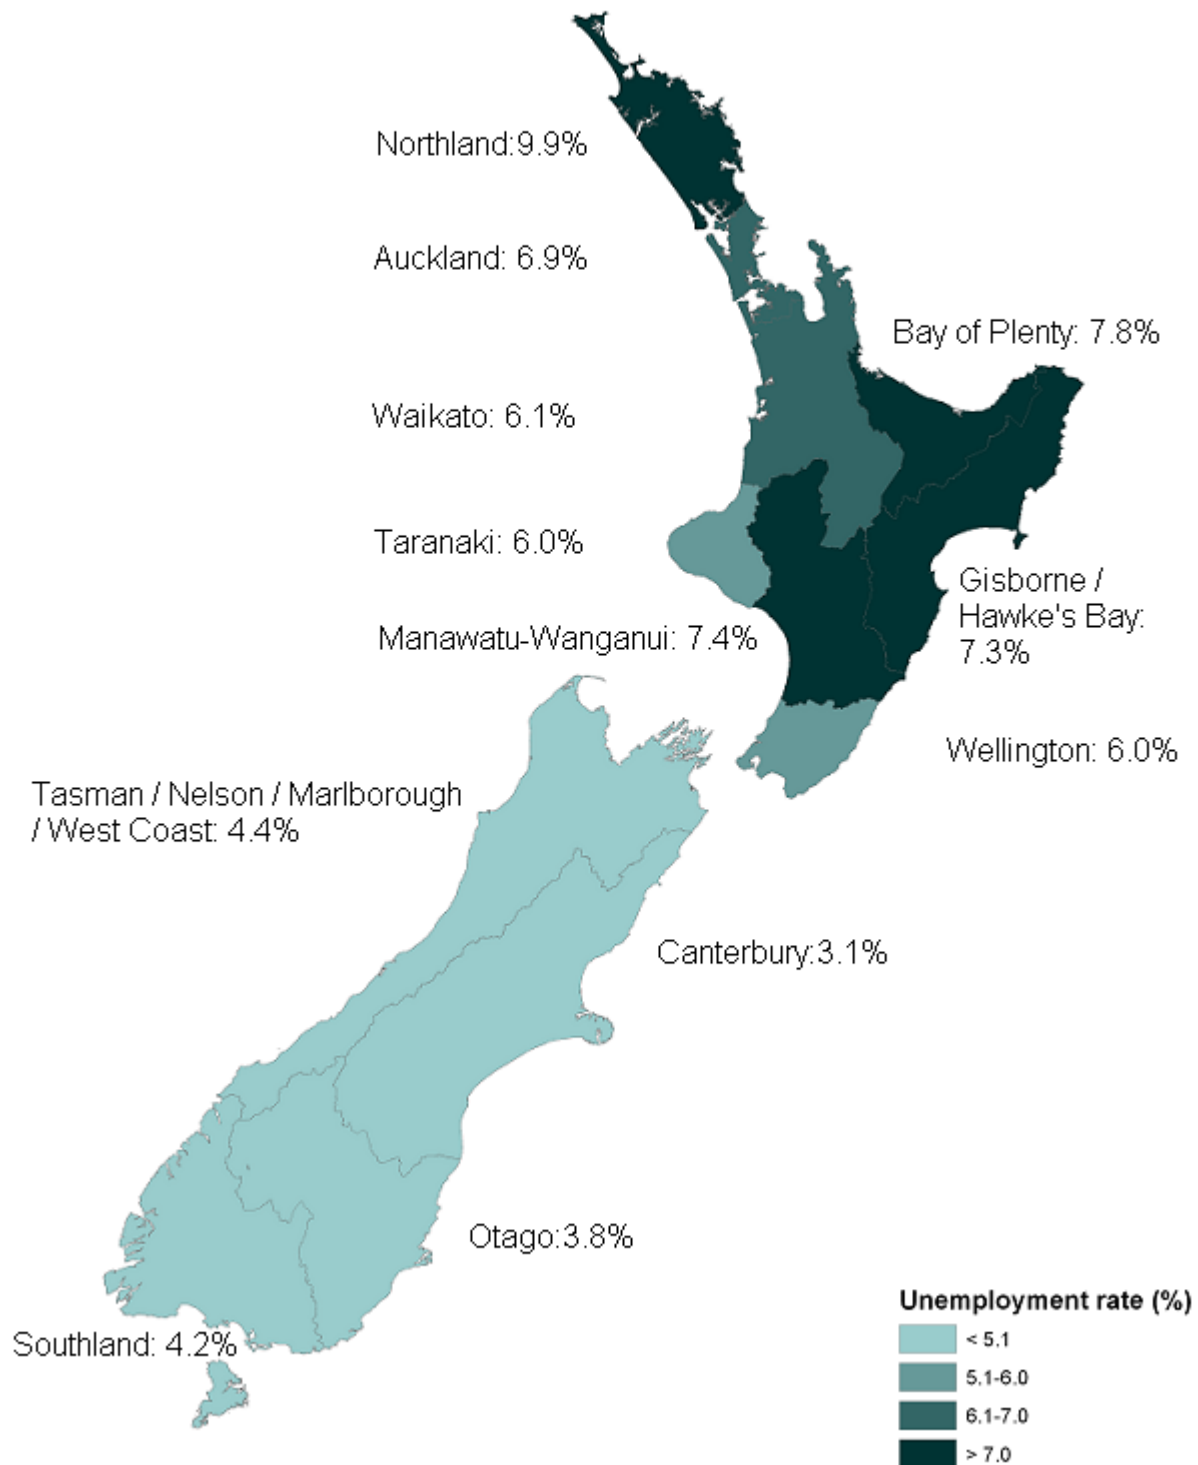 Northland:9.9%
Auckland: 6.9%
Bay of Plenty: 7.8%
Waikato: 6.1%
Taranaki: 6.0%
Gisborne /
Hawke's Bay:
7.3%
Manawatu-Wanganui: 7.4%
Wellington: 6.0%
Tasman / Nelson / Marlborough
/ West Coast: 4.4%
Canterbury:3.1%
Otago:3.8%
Southland: 4.2%
Unemployment rate (%)
< 5.1
5.1-6.0
6.1-7.0
> 7.0